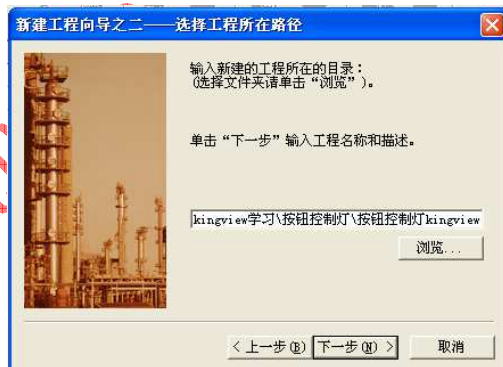 新建工程向导之二——选择工程所在路径
输入新建的工程所在的目录：
(选择文件夹请单击“浏览”)。
单击“下一步”输入工程名称和描述。
kingview学习\按钮控制灯\按钮控制灯kingview
浏览...
< 上一步(B)
下一步(N) >
取消